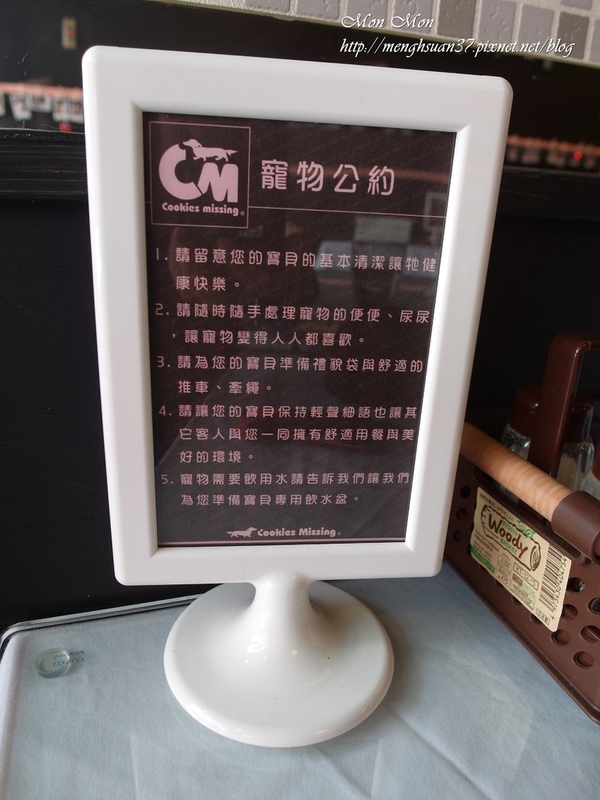 Mon Mon
http://menghsuan37.pixnet.net/blog
CM
Cookies missing®
寵物公約
1. 請留意您的寶貝的基本清潔讓牠健
康快樂。
2. 請隨時隨手處理寵物的便便、尿尿
，讓寵物變得人人都喜歡。
3. 請為您的寶貝準備禮貌袋與舒適的
推車、牽繩。
4. 請讓您的寶貝保持輕聲細語也讓其
它客人與您一同擁有舒適用餐與美
好的環境。
5. 寵物需要飲用水請告訴我們讓我們
為您準備寶貝專用飲水盆。
Cookies Missing®
Woody